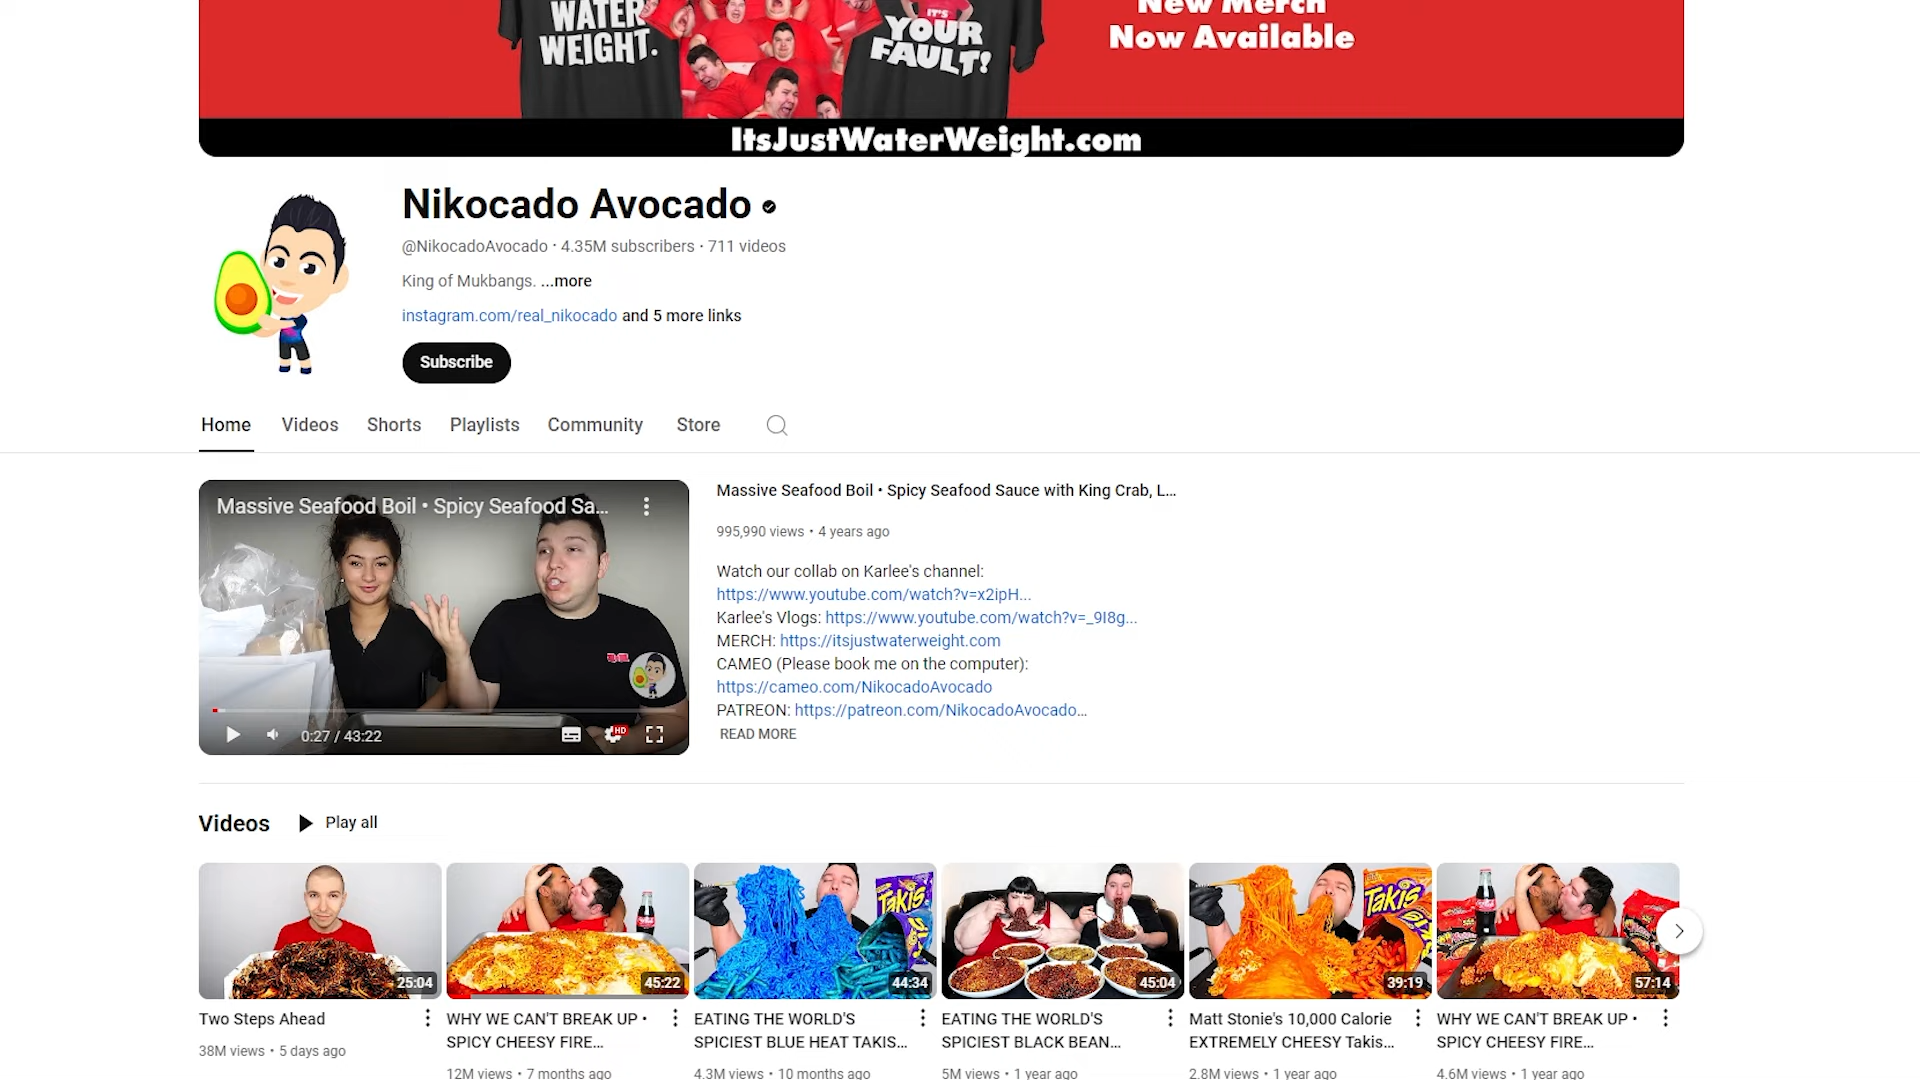 WATER
WEIGHT.
IT'S
YOUR
FAULT!
New Merch
Now Available
ItsJustWaterWeight.com
Nikocado Avocado
@NikocadoAvocado · 4.35M subscribers · 711 videos
King of Mukbangs. ...more
instagram.com/real_nikocado and 5 more links
Subscribe
Home Videos Shorts Playlists Community Store
Massive Seafood Boil • Spicy Seafood Sa...
0:27 / 43:22
HD
Massive Seafood Boil • Spicy Seafood Sauce with King Crab, L...
995,990 views • 4 years ago
Watch our collab on Karlee's channel:
https://www.youtube.com/watch?v=x2ipH...
Karlee's Vlogs: https://www.youtube.com/watch?v=_9I8g...
MERCH: https://itsjustwaterweight.com
CAMEO (Please book me on the computer):
https://cameo.com/NikocadoAvocado
PATREON: https://patreon.com/NikocadoAvocado...
READ MORE
Videos Play all
Takis
Takis
25:04
45:22
44:34
45:04
39:19
57:14
Two Steps Ahead
38M views • 5 days ago
WHY WE CAN'T BREAK UP •
SPICY CHEESY FIRE...
12M views • 7 months ago
EATING THE WORLD'S
SPICIEST BLUE HEAT TAKIS...
4.3M views • 10 months ago
EATING THE WORLD'S
SPICIEST BLACK BEAN...
5M views • 1 year ago
Matt Stonie's 10,000 Calorie
EXTREMELY CHEESY Takis...
2.8M views • 1 year ago
WHY WE CAN'T BREAK UP •
SPICY CHEESY FIRE...
4.6M views • 1 year ago